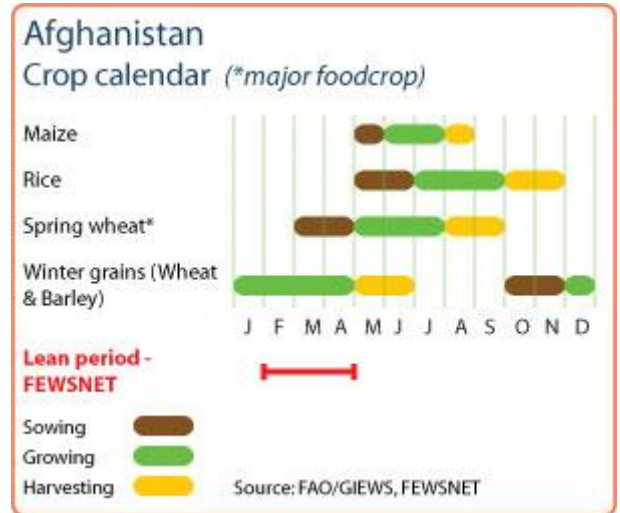 Afghanistan
Crop calendar (*major foodcrop)
Maize
Rice
Spring wheat*
Winter grains (Wheat
& Barley)
J F M A M J J A S O N D
Lean period -
FEWSNET
Sowing
Growing
Harvesting
Source: FAO/GIEWS, FEWSNET